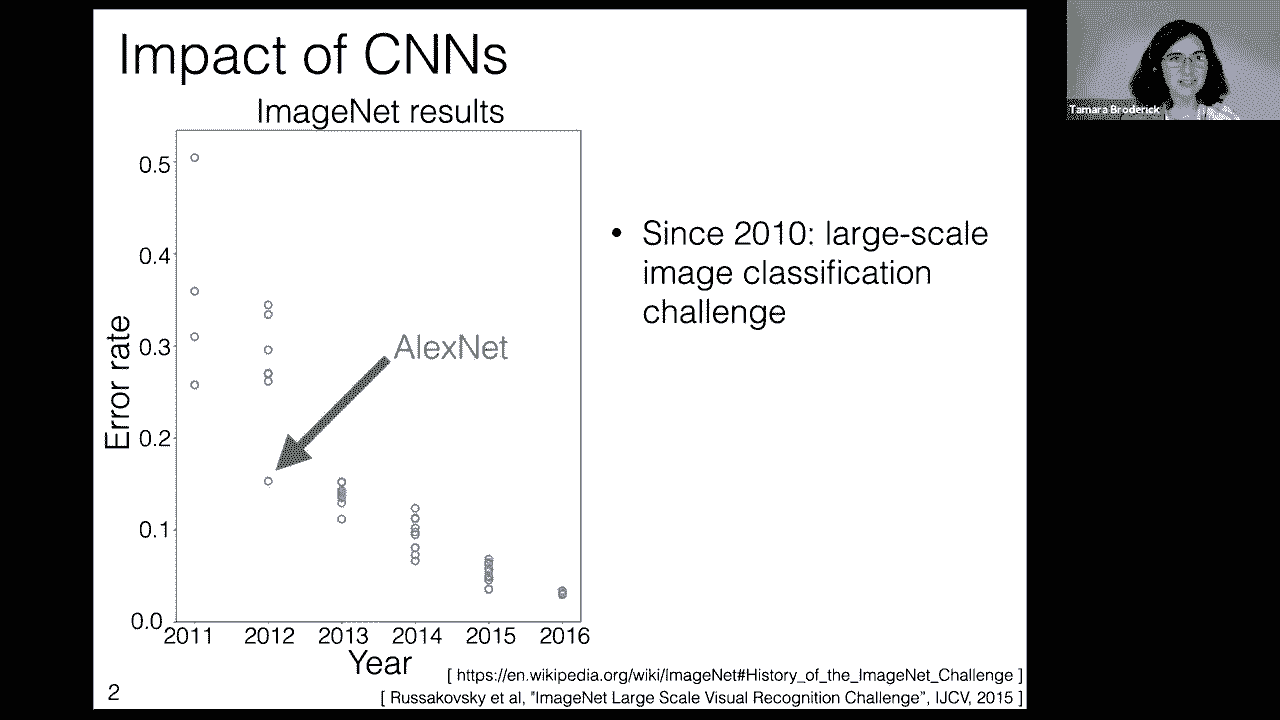 Impact of CNNs
ImageNet results
0.5
0.4
0.3
0.2
0.1
0.0
Error rate
AlexNet
2011 2012 2013 2014 2015 2016
Year
• Since 2010: large-scale
image classification
challenge
[ https://en.wikipedia.org/wiki/ImageNet#History_of_the_ImageNet_Challenge ]
[ Russakovsky et al, "ImageNet Large Scale Visual Recognition Challenge", IJCV, 2015 ]
2
Tamara Broderick